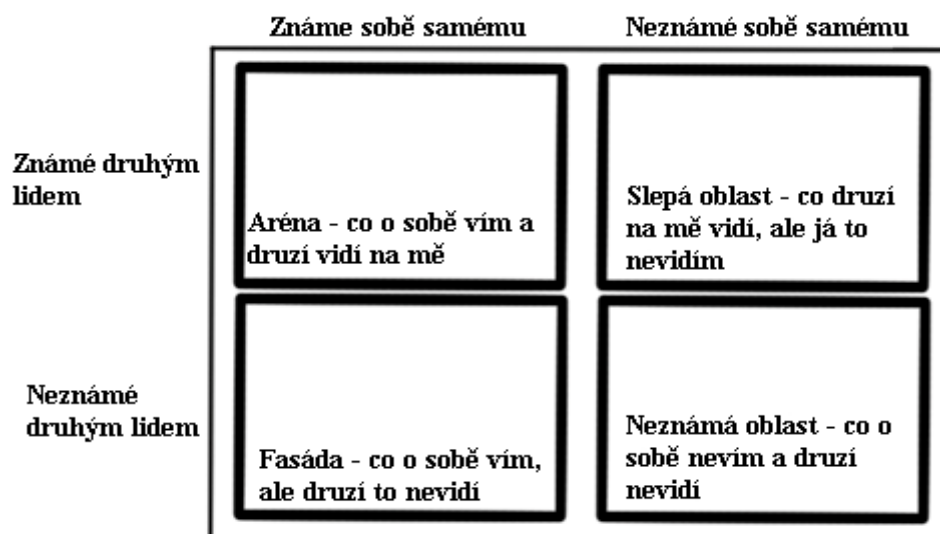 Známe sobě samému
Neznámé sobě samému
Známé druhým
lidem
Aréna - co o sobě vím a
druzí vidí na mě
Slepá oblast - co druzí
na mě vidí, ale já to
nevidím
Neznámé
druhým lidem
Fasáda - co o sobě vím,
ale druzí to nevidí
Neznámá oblast - co o
sobě nevím a druzí
nevidí